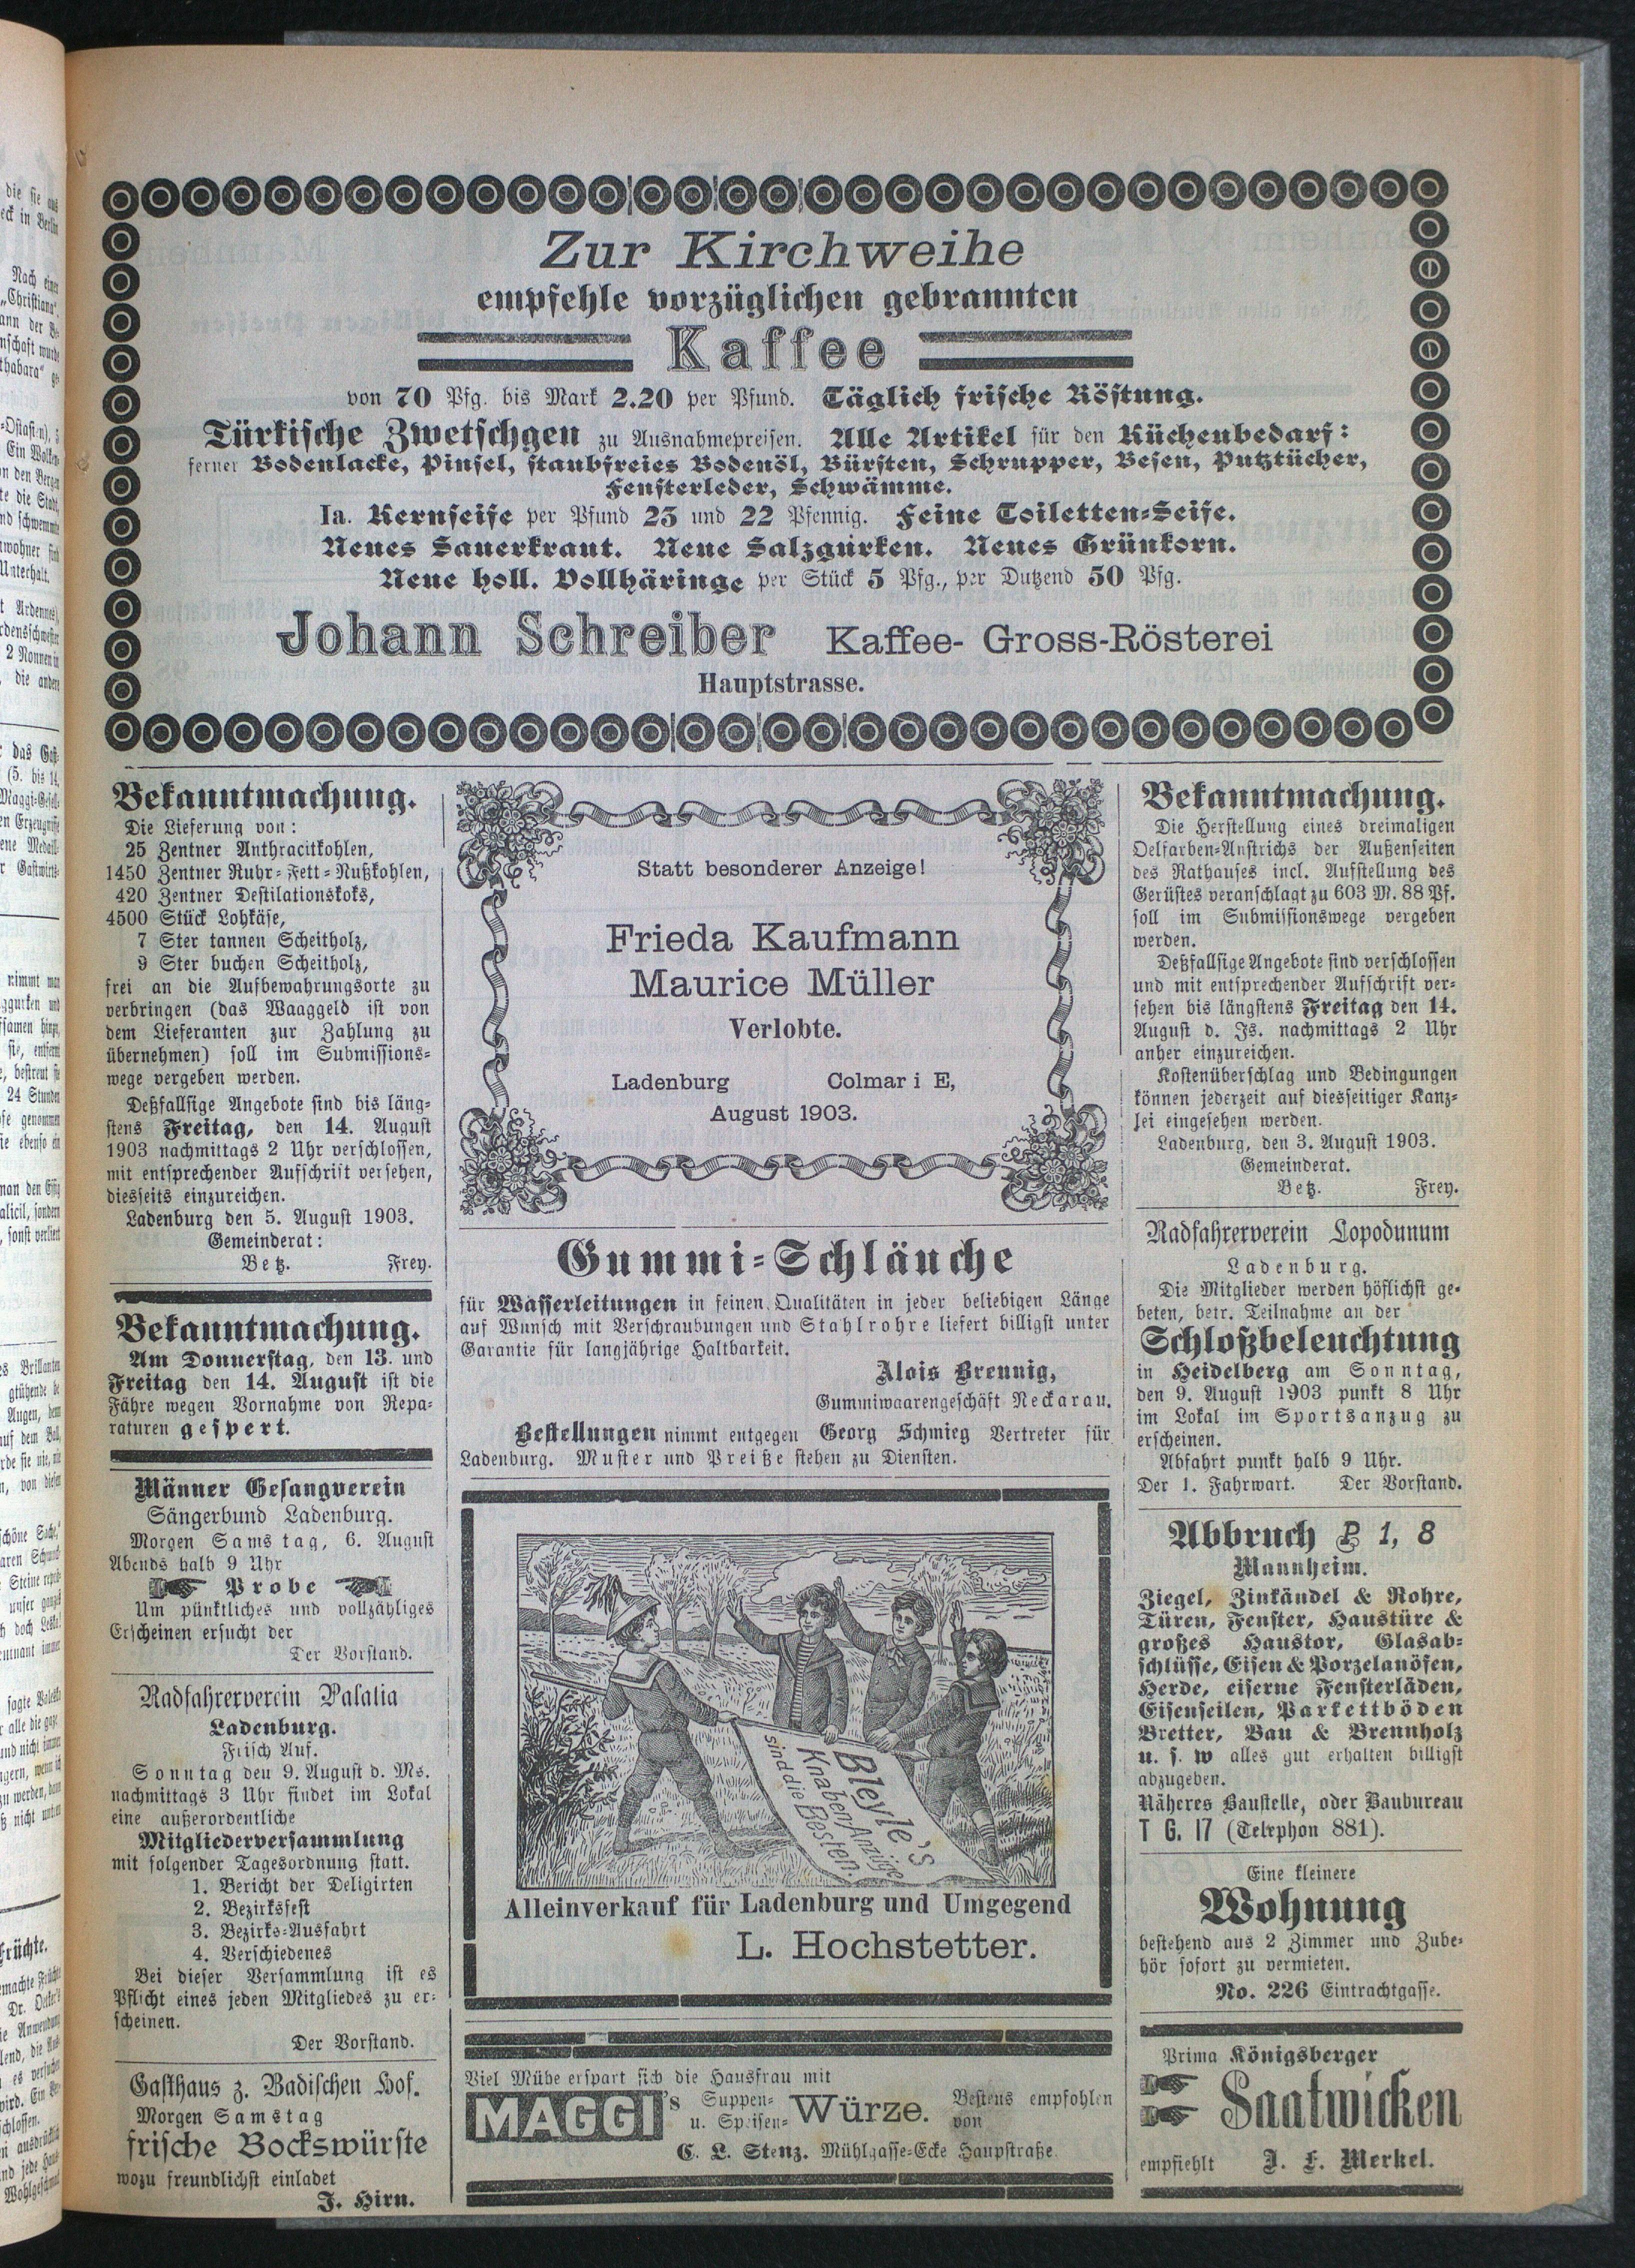 Zur Kirchweihe
empfehle vorzüglichen gebrannten
Kaffee
von 70 Pfg. bis Mark 2.20 per Pfund. Täglich frische Röstung.
Türkische Zwetschgen zu Ausnahmepreisen. Alle Artikel für den Küchenbedarf:
ferner Bodenlacke, Pinsel, staubfreies Bodenöl, Bürsten, Schrupper, Besen, Putztücher,
Fensterleder, Schwämme.
Ia. Kernseife per Pfund 23 und 22 Pfennig. Feine Toiletten-Seife.
Neues Sauerkraut. Neue Salzgurken. Neues Grünkorn.
Neue holl. Vollhäringe per Stück 5 Pfg., per Dutzend 50 Pfg.
Johann Schreiber Kaffee- Gross-Rösterei
Hauptstrasse.
Bekanntmachung.
Die Lieferung von:
25 Zentner Anthracitkohlen,
1450 Zentner Ruhr-Fett-Nußkohlen,
420 Zentner Destilationskoks,
4500 Stück Lohkäse,
7 Ster tannen Scheitholz,
9 Ster buchen Scheitholz,
frei an die Aufbewahrungsorte zu
verbringen (das Waaggeld ist von
dem Lieferanten zur Zahlung zu
übernehmen) soll im Submissions-
wege vergeben werden.
Deßfallsige Angebote sind bis läng-
stens Freitag, den 14. August
1903 nachmittags 2 Uhr verschlossen,
mit entsprechender Aufschrist versehen,
diesseits einzureichen.
Ladenburg den 5. August 1903.
Gemeinderat:
Betz. Frey.
Bekanntmachung.
Am Donnerstag, den 13. und
Freitag den 14. August ist die
Fähre wegen Vornahme von Repa-
raturen gespert.
Männer Gesangverein
Sängerbund Ladenburg.
Morgen Samstag, 6. August
Abends halb 9 Uhr
Probe
Um pünktliches und vollzähliges
Erscheinen ersucht der
Der Vorstand.
Radfahrerverein Palatia
Ladenburg.
Frisch Auf.
Sonntag den 9. August d. Ms.
nachmittags 3 Uhr findet im Lokal
eine außerordentliche
Mitgliederversammlung
mit folgender Tagesordnung statt.
1. Bericht der Deligirten
2. Bezirksfest
3. Bezirks-Ausfahrt
4. Verschiedenes
Bei dieser Versammlung ist es
Pflicht eines jeden Mitgliedes zu er-
scheinen.
Der Vorstand.
Gasthaus z. Badischen Hof.
Morgen Samstag
frische Bockswürste
wozu freundlichst einladet
J. Hirn.
Statt besonderer Anzeige!
Frieda Kaufmann
Maurice Müller
Verlobte.
Ladenburg Colmar i E,
August 1903.
Gummi-Schläuche
für Wasserleitungen in feinen Qualitäten in jeder beliebigen Länge
auf Wunsch mit Verschraubungen und Stahlrohre liefert billigst unter
Garantie für langjährige Haltbarkeit.
Alois Brennig,
Gummiwaarengeschäft Neckarau.
Bestellungen nimmt entgegen Georg Schmieg Vertreter für
Ladenburg. Muster und Preiße stehen zu Diensten.
Bleyle's
Knaben Anzüge
sind die Besten.
Alleinverkauf für Ladenburg und Umgegend
L. Hochstetter.
Viel Mühe erspart sich die Hausfrau mit
MAGGI's Suppen- u. Speisen- Würze. Bestens empfohlen von
C. L. Stenz. Mühlgasse-Ecke Haupstraße
Bekanntmachung.
Die Herstellung eines dreimaligen
Oelfarben-Anstrichs der Außenseiten
des Rathauses incl. Aufstellung des
Gerüstes veranschlagt zu 603 M. 88 Pf.
soll im Submissionswege vergeben
werden.
Deßfallsige Angebote sind verschlossen
und mit entsprechender Aufschrift ver-
sehen bis längstens Freitag den 14.
August d. Js. nachmittags 2 Uhr
anher einzureichen.
Kostenüberschlag und Bedingungen
können jederzeit auf diesseitiger Kanz-
lei eingesehen werden.
Ladenburg, den 3. August 1903.
Gemeinderat.
Betz. Frey.
Radfahrerverein Lopodunum
Ladenburg.
Die Mitglieder werden höflichst ge-
beten, betr. Teilnahme an der
Schloßbeleuchtung
in Heidelberg am Sonntag,
den 9. August 1903 punkt 8 Uhr
im Lokal im Sportsanzug zu
erscheinen.
Abfahrt punkt halb 9 Uhr.
Der 1. Fahrwart. Der Vorstand.
Abbruch P 1, 8
Mannheim.
Ziegel, Zinkändel & Rohre,
Türen, Fenster, Haustüre &
großes Haustor, Glasab-
schlüsse, Eisen & Porzelanöfen,
Herde, eiserne Fensterläden,
Eisenseilen, Parkettböden
Bretter, Bau & Brennholz
u. s. w alles gut erhalten billigst
abzugeben.
Näheres Baustelle, oder Baubureau
T G. 17 (Telephon 881).
Eine kleinere
Wohnung
bestehend aus 2 Zimmer und Zube-
hör sofort zu vermieten.
No. 226 Eintrachtgasse.
Prima Königsberger
Saatwicken
empfiehlt J. F. Merkel.